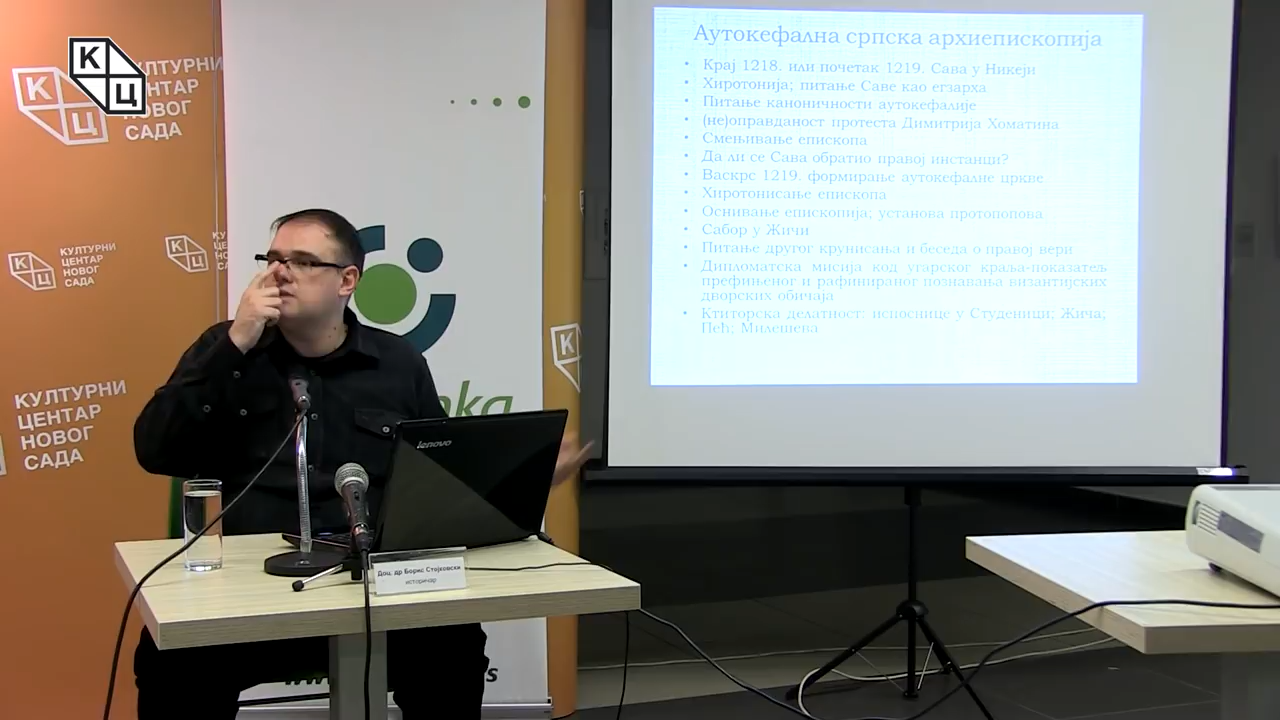 К
Ц
КУЛТУРНИ
ЦЕНТАР
НОВОГ
САДА
К
Ц
КУЛТУРНИ
ЦЕНТАР
НОВОГ
САДА
К
Ц
КУЛТУРНИ
ЦЕНТАР
НОВОГ
САДА
К
nka
lenovo
Доц. др Борис Стојковски
историчар
Аутокефална српска архиепископија
• Крај 1218. или почетак 1219. Сава у Никеји
• Хиротонија; питање Саве као егзарха
• Питање каноничности аутокефалије
• (не)оправданост протеста Димитрија Хоматина
• Смењивање епископа
• Да ли се Сава обратио правој инстанци?
• Васкрс 1219. формирање аутокефалне цркве
• Хиротонисање епископа
• Оснивање епископија; установа протопопова
• Сабор у Жичи
• Питање другог крунисања и беседа о правој вери
• Дипломатска мисија код угарског краља-показатељ
префињеног и рафинираног познавања византијских
дворских обичаја
• Ктиторска делатност: испоснице у Студеници; Жича;
Пећ; Милешева